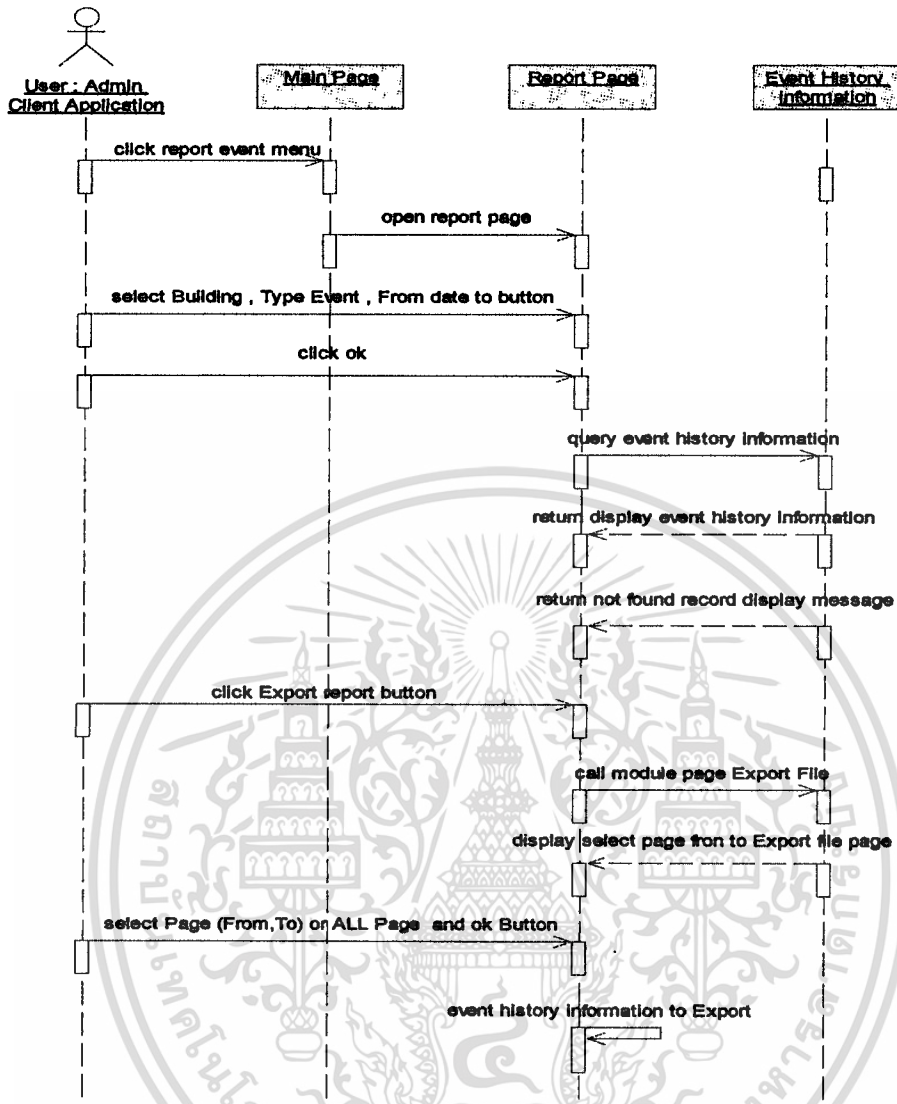 User : Admin
Client Application
Main Page
Report Page
Event History
Information
click report event menu
open report page
select Building , Type Event , From date to button
click ok
query event history information
return display event history information
return not found record display message
click Export report button
call module page Export File
display select page fron to Export file page
select Page (From,To) or ALL Page and ok Button
event history information to Export